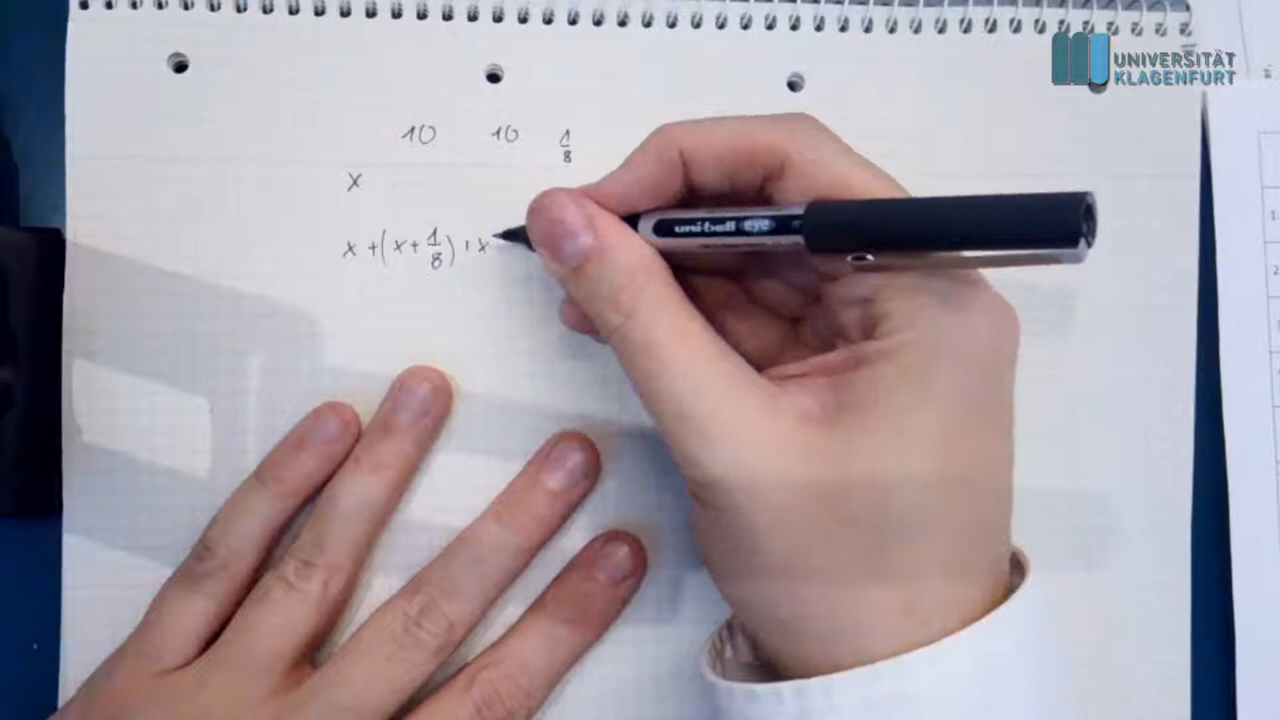 UNIVERSITÄT
KLAGENFURT
10 10 1/8
x
x + (x + 1/8) + x
uni-ball eye